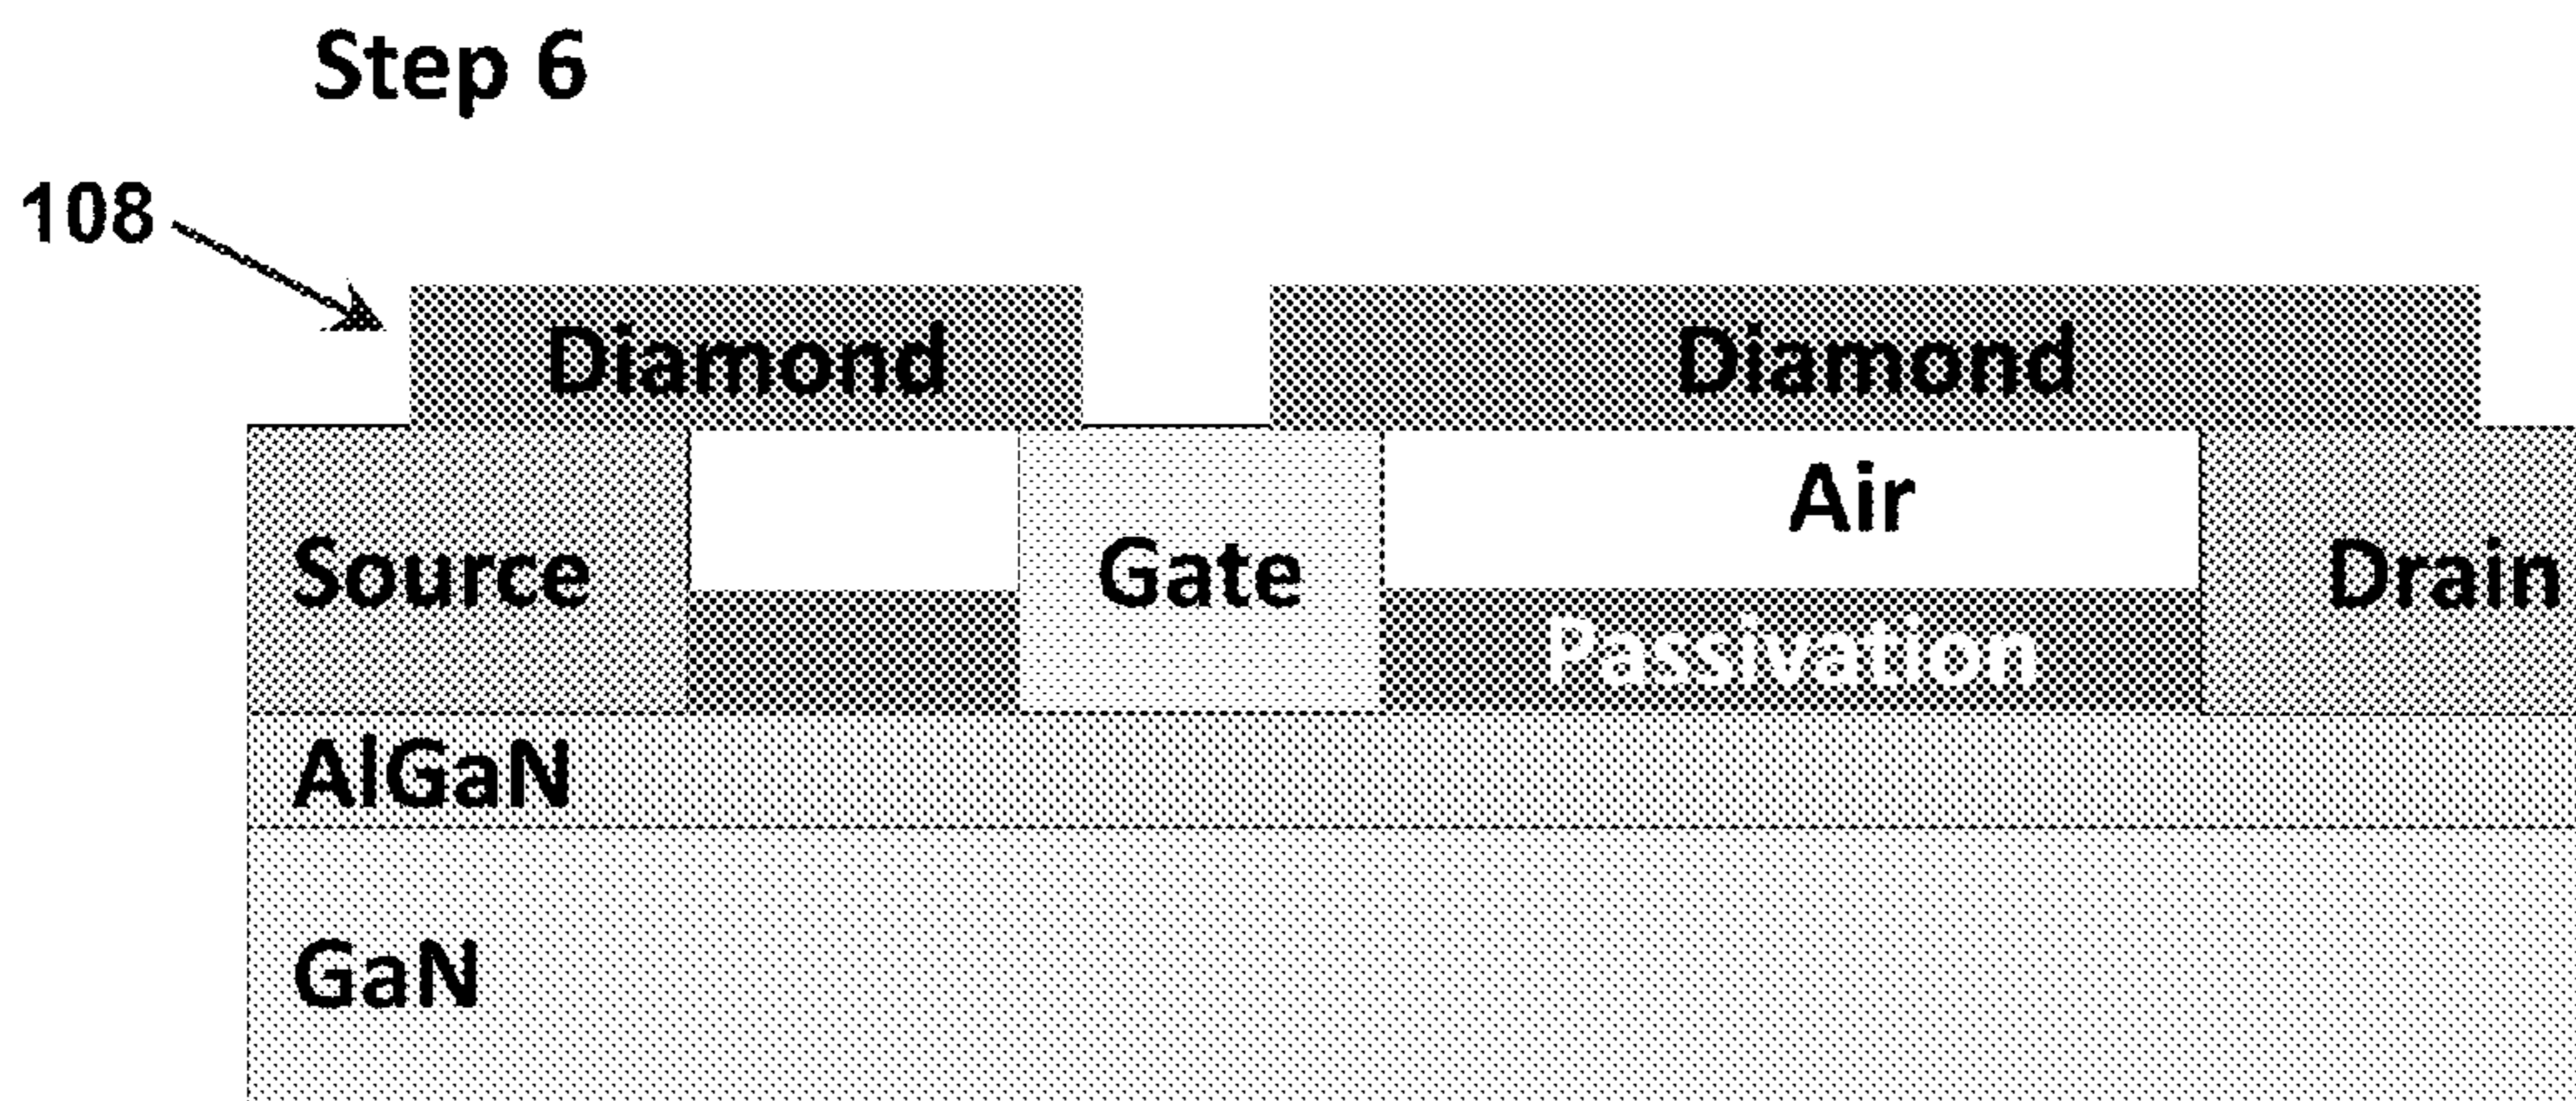 Step 6
108
Diamond Diamond
Air
Source Gate Drain
Passivation
AlGaN
GaN